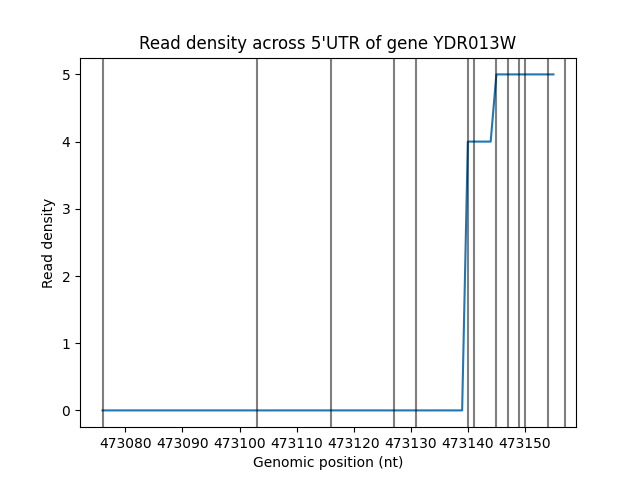 Read density across 5'UTR of gene YDR013W
5
4
3
2
1
0
Read density
473080 473090 473100 473110 473120 473130 473140 473150
Genomic position (nt)